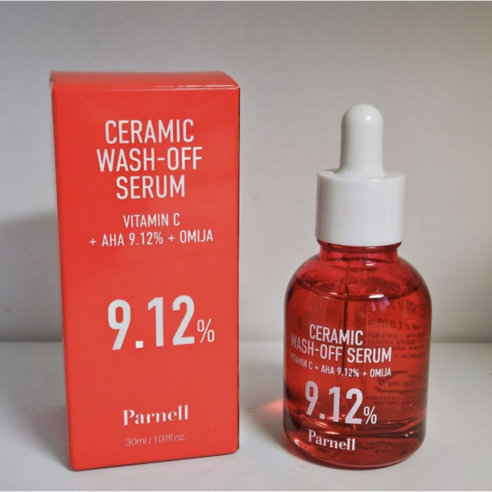 CERAMIC
WASH-OFF
SERUM
VITAMIN C
+ AHA 9.12% + OMIJA
9.12%
Parnell
30ml / 1.01fl.oz.
CERAMIC
WASH-OFF SERUM
VITAMIN C + AHA 9.12% + OMIJA
9.12%
Parnell